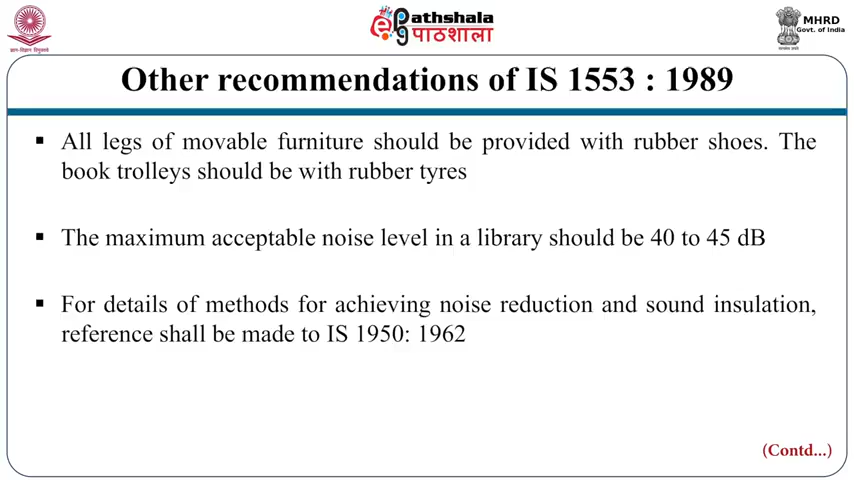 ज्ञान-विज्ञान विमुक्तये
ePathshala
पाठशाला
MHRD
Govt. of India
Other recommendations of IS 1553 : 1989
▪ All legs of movable furniture should be provided with rubber shoes. The
book trolleys should be with rubber tyres
▪ The maximum acceptable noise level in a library should be 40 to 45 dB
▪ For details of methods for achieving noise reduction and sound insulation,
reference shall be made to IS 1950: 1962
(Contd...)